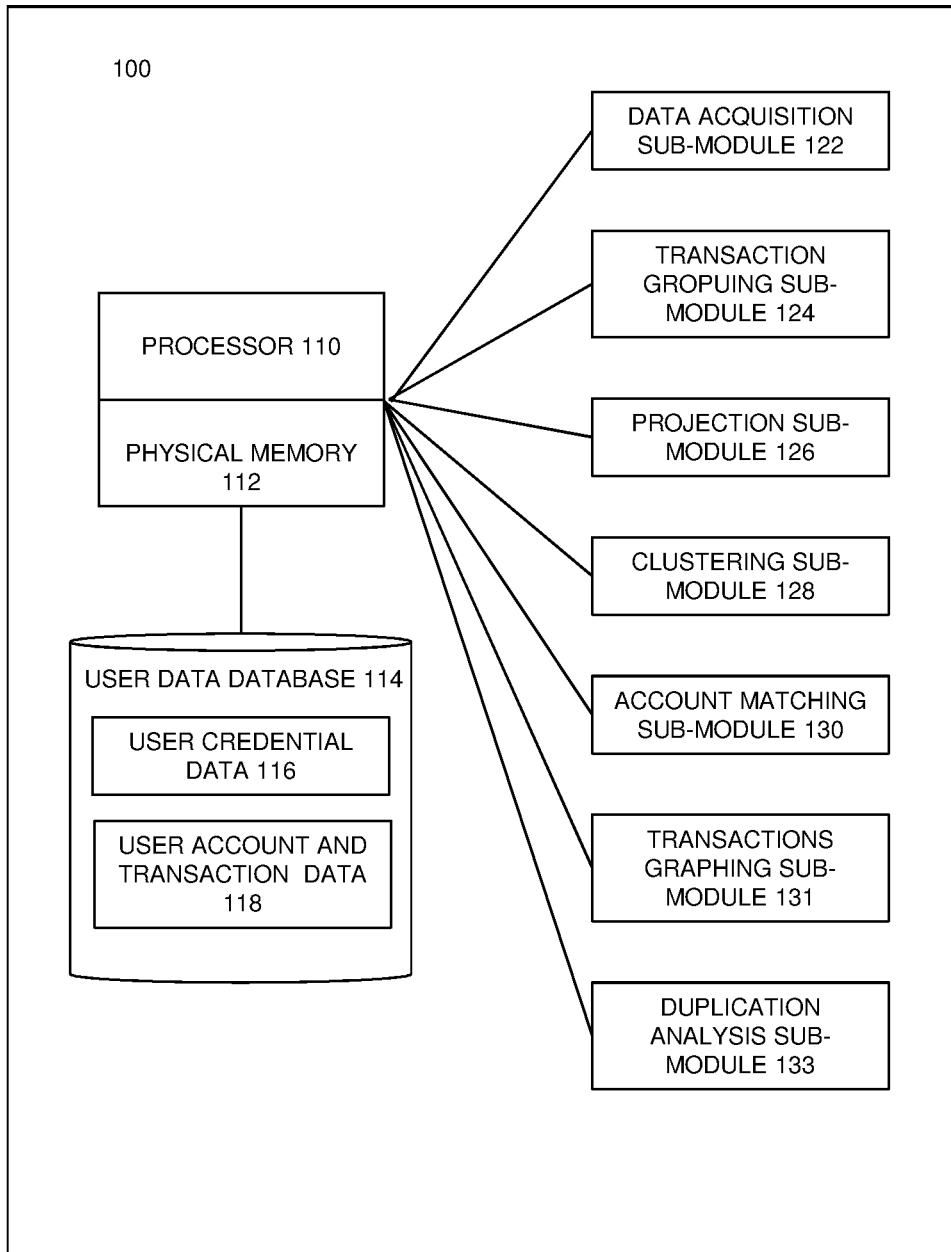 100
DATA ACQUISITION
SUB-MODULE 122
TRANSACTION
GROPUING SUB-
MODULE 124
PROCESSOR 110
PHYSICAL MEMORY
112
PROJECTION SUB-
MODULE 126
CLUSTERING SUB-
MODULE 128
USER DATA DATABASE 114
USER CREDENTIAL
DATA 116
USER ACCOUNT AND
TRANSACTION DATA
118
ACCOUNT MATCHING
SUB-MODULE 130
TRANSACTIONS
GRAPHING SUB-
MODULE 131
DUPLICATION
ANALYSIS SUB-
MODULE 133